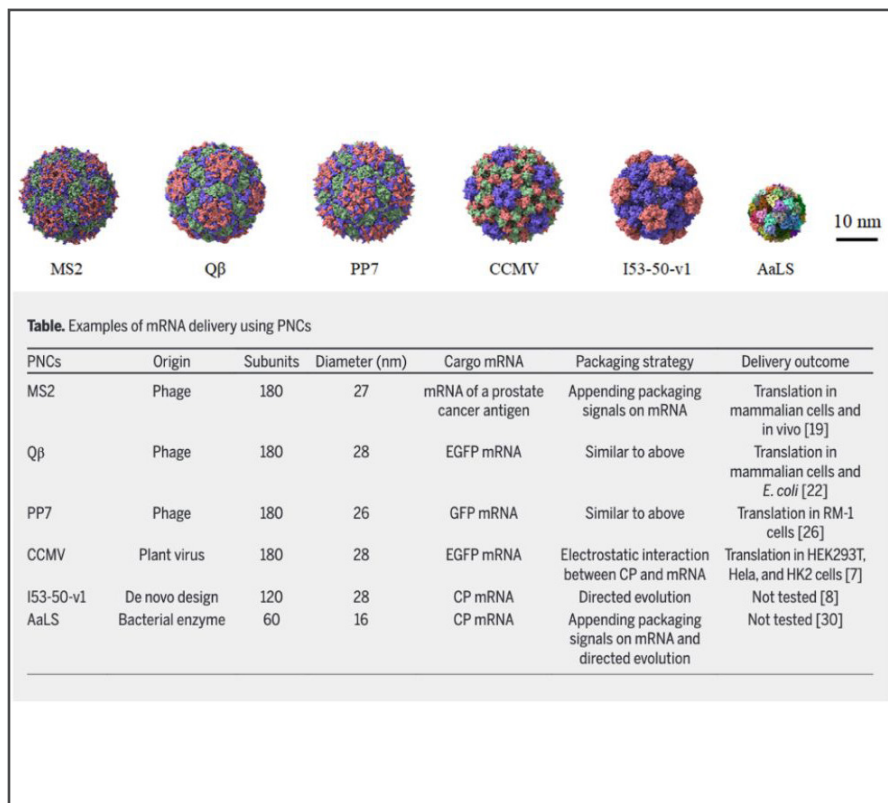 MS2 Qβ PP7 CCMV I53-50-v1 AaLS 10 nm
Table. Examples of mRNA delivery using PNCs
PNCs Origin Subunits Diameter (nm) Cargo mRNA Packaging strategy Delivery outcome
MS2 Phage 180 27 mRNA of a prostate Appending packaging Translation in
cancer antigen signals on mRNA mammalian cells and
in vivo [19]
Qβ Phage 180 28 EGFP mRNA Similar to above Translation in
mammalian cells and
E. coli [22]
PP7 Phage 180 26 GFP mRNA Similar to above Translation in RM-1
cells [26]
CCMV Plant virus 180 28 EGFP mRNA Electrostatic interaction Translation in HEK293T,
between CP and mRNA Hela, and HK2 cells [7]
I53-50-v1 De novo design 120 28 CP mRNA Directed evolution Not tested [8]
AaLS Bacterial enzyme 60 16 CP mRNA Appending packaging Not tested [30]
signals on mRNA and
directed evolution